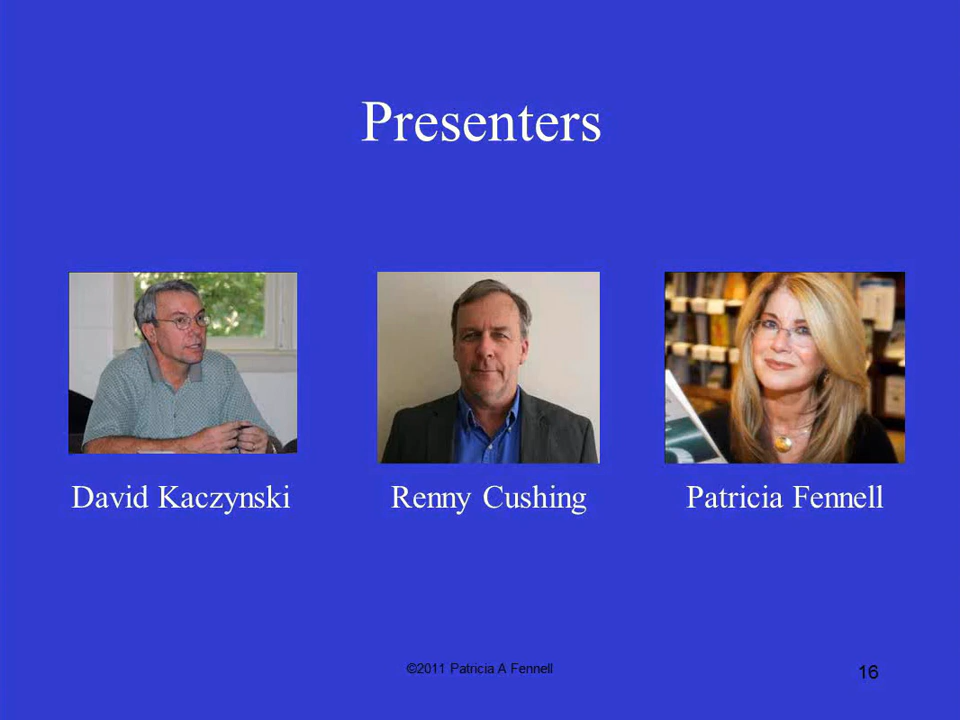 Presenters
David Kaczynski
Renny Cushing
Patricia Fennell
©2011 Patricia A Fennell
16